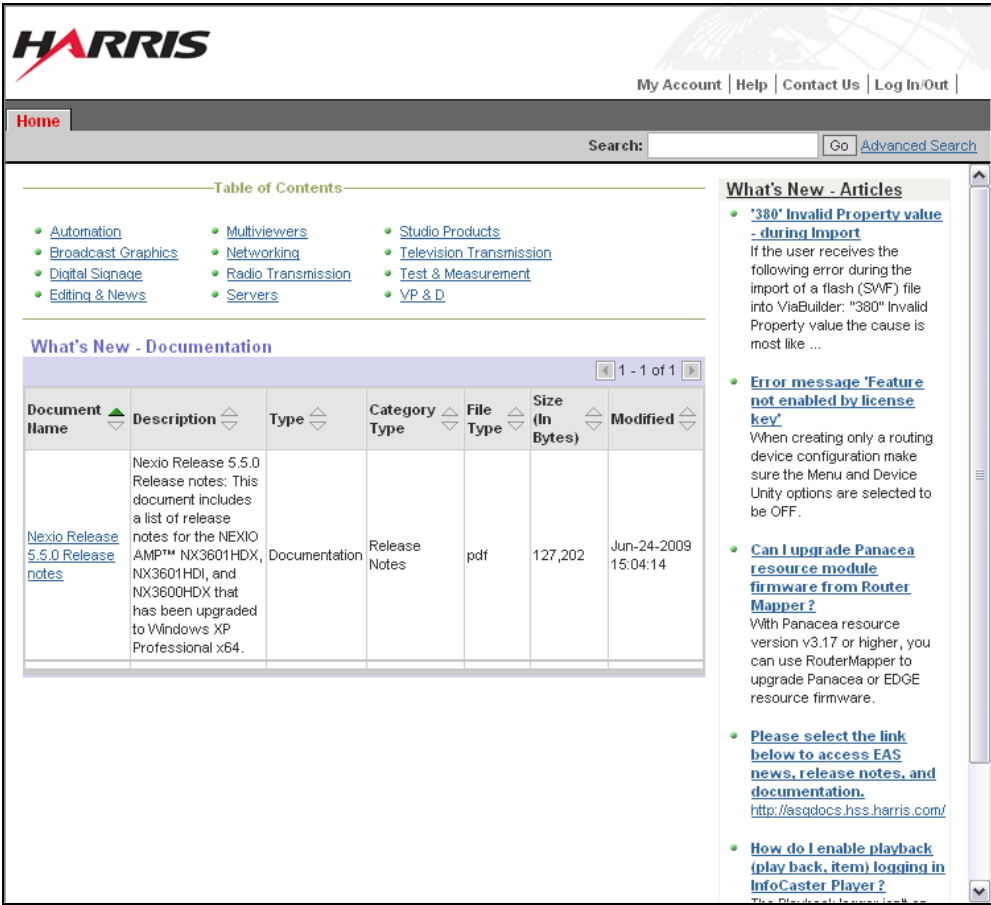 HARRIS
My Account | Help | Contact Us | Log In/Out |
Home
Search: Go Advanced Search
Table of Contents
Automation
Broadcast Graphics
Digital Signage
Editing & News
Multiviewers
Networking
Radio Transmission
Servers
Studio Products
Television Transmission
Test & Measurement
VP & D
What's New - Documentation
1 - 1 of 1
Document Name
Description
Type
Category Type
File Type
Size (In Bytes)
Modified
Nexio Release
5.5.0 Release
notes
Nexio Release 5.5.0
Release notes: This
document includes
a list of release
notes for the NEXIO
AMP™ NX3601HDX,
NX3601HDI, and
NX3600HDX that
has been upgraded
to Windows XP
Professional x64.
Documentation
Release
Notes
pdf
127,202
Jun-24-2009
15:04:14
What's New - Articles
'380' Invalid Property value
- during Import
If the user receives the
following error during the
import of a flash (SWF) file
into ViaBuilder: "380" Invalid
Property value the cause is
most like ...
Error message 'Feature
not enabled by license
key'
When creating only a routing
device configuration make
sure the Menu and Device
Unity options are selected to
be OFF.
Can I upgrade Panacea
resource module
firmware from Router
Mapper?
With Panacea resource
version v3.17 or higher, you
can use RouterMapper to
upgrade Panacea or EDGE
resource firmware.
Please select the link
below to access EAS
news, release notes, and
documentation.
http://asgdocs.hss.harris.com/
How do I enable playback
(play back, item) logging in
InfoCaster Player?